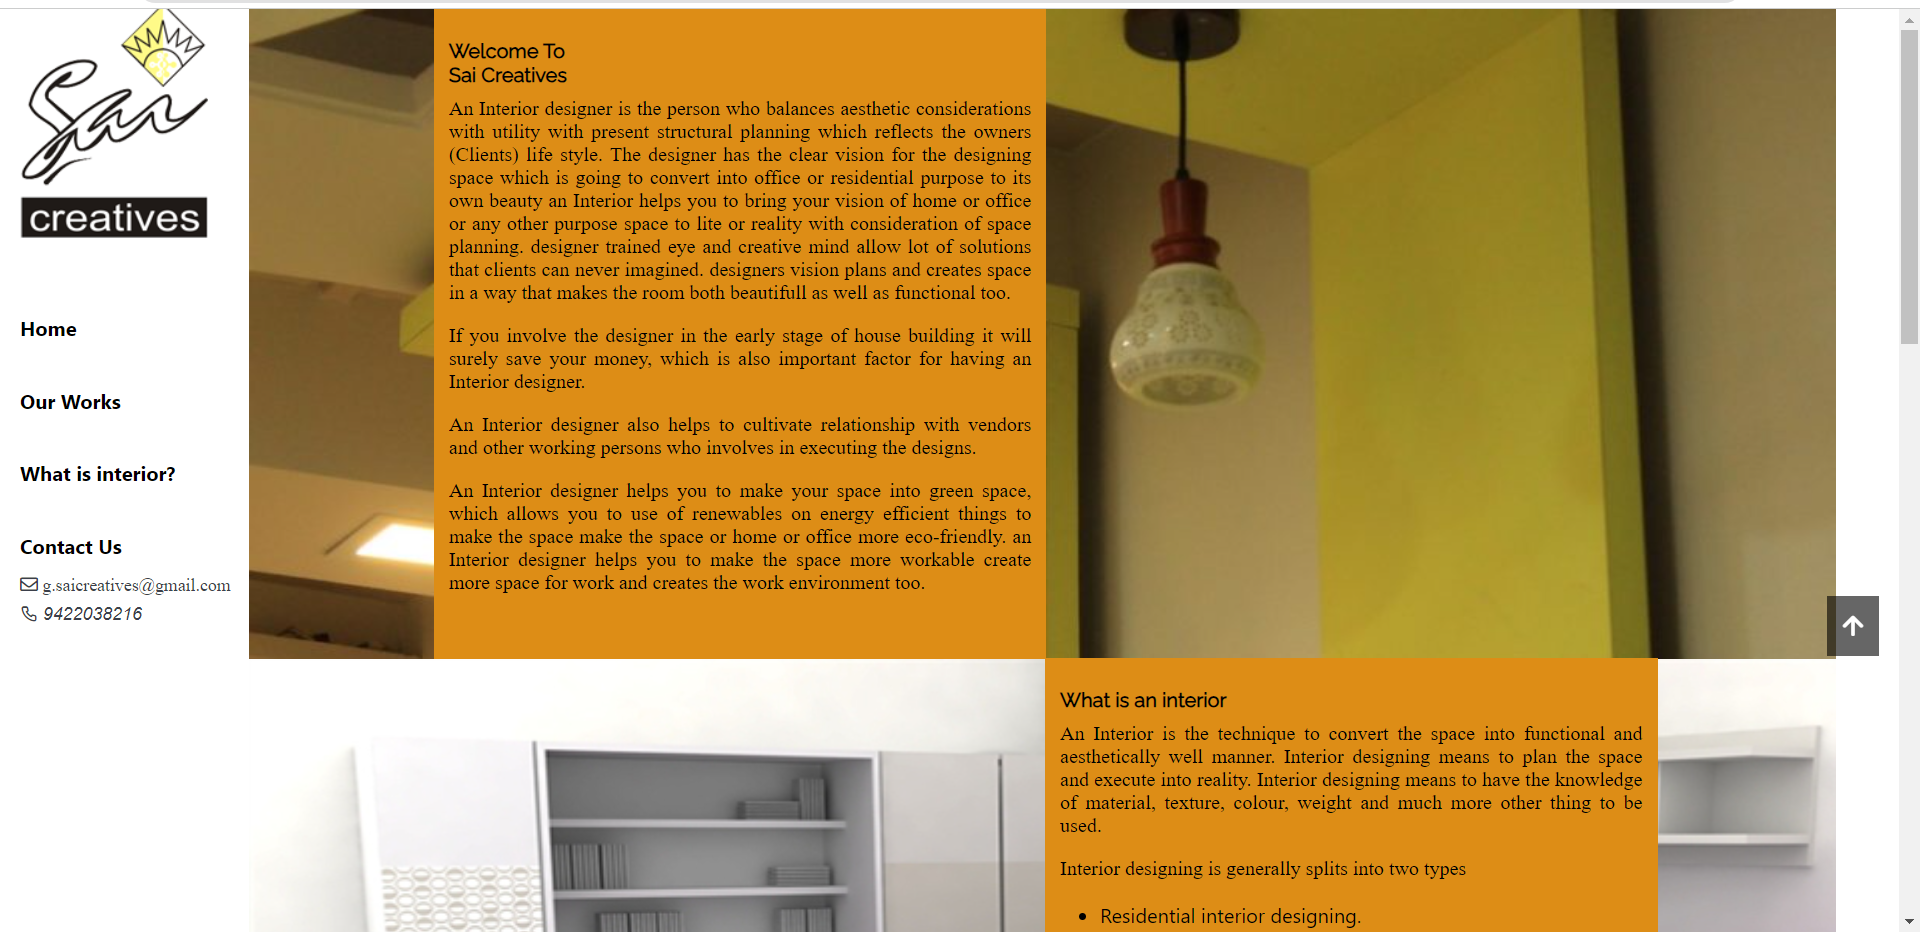 Sai
creatives
Home
Our Works
What is interior?
Contact Us
g.saicreatives@gmail.com
9422038216
Welcome To
Sai Creatives
An Interior designer is the person who balances aesthetic considerations
with utility with present structural planning which reflects the owners
(Clients) life style. The designer has the clear vision for the designing
space which is going to convert into office or residential purpose to its
own beauty an Interior helps you to bring your vision of home or office
or any other purpose space to lite or reality with consideration of space
planning. designer trained eye and creative mind allow lot of solutions
that clients can never imagined. designers vision plans and creates space
in a way that makes the room both beautifull as well as functional too.
If you involve the designer in the early stage of house building it will
surely save your money, which is also important factor for having an
Interior designer.
An Interior designer also helps to cultivate relationship with vendors
and other working persons who involves in executing the designs.
An Interior designer helps you to make your space into green space,
which allows you to use of renewables on energy efficient things to
make the space make the space or home or office more eco-friendly. an
Interior designer helps you to make the space more workable create
more space for work and creates the work environment too.
What is an interior
An Interior is the technique to convert the space into functional and
aesthetically well manner. Interior designing means to plan the space
and execute into reality. Interior designing means to have the knowledge
of material, texture, colour, weight and much more other thing to be
used.
Interior designing is generally splits into two types
• Residential interior designing.